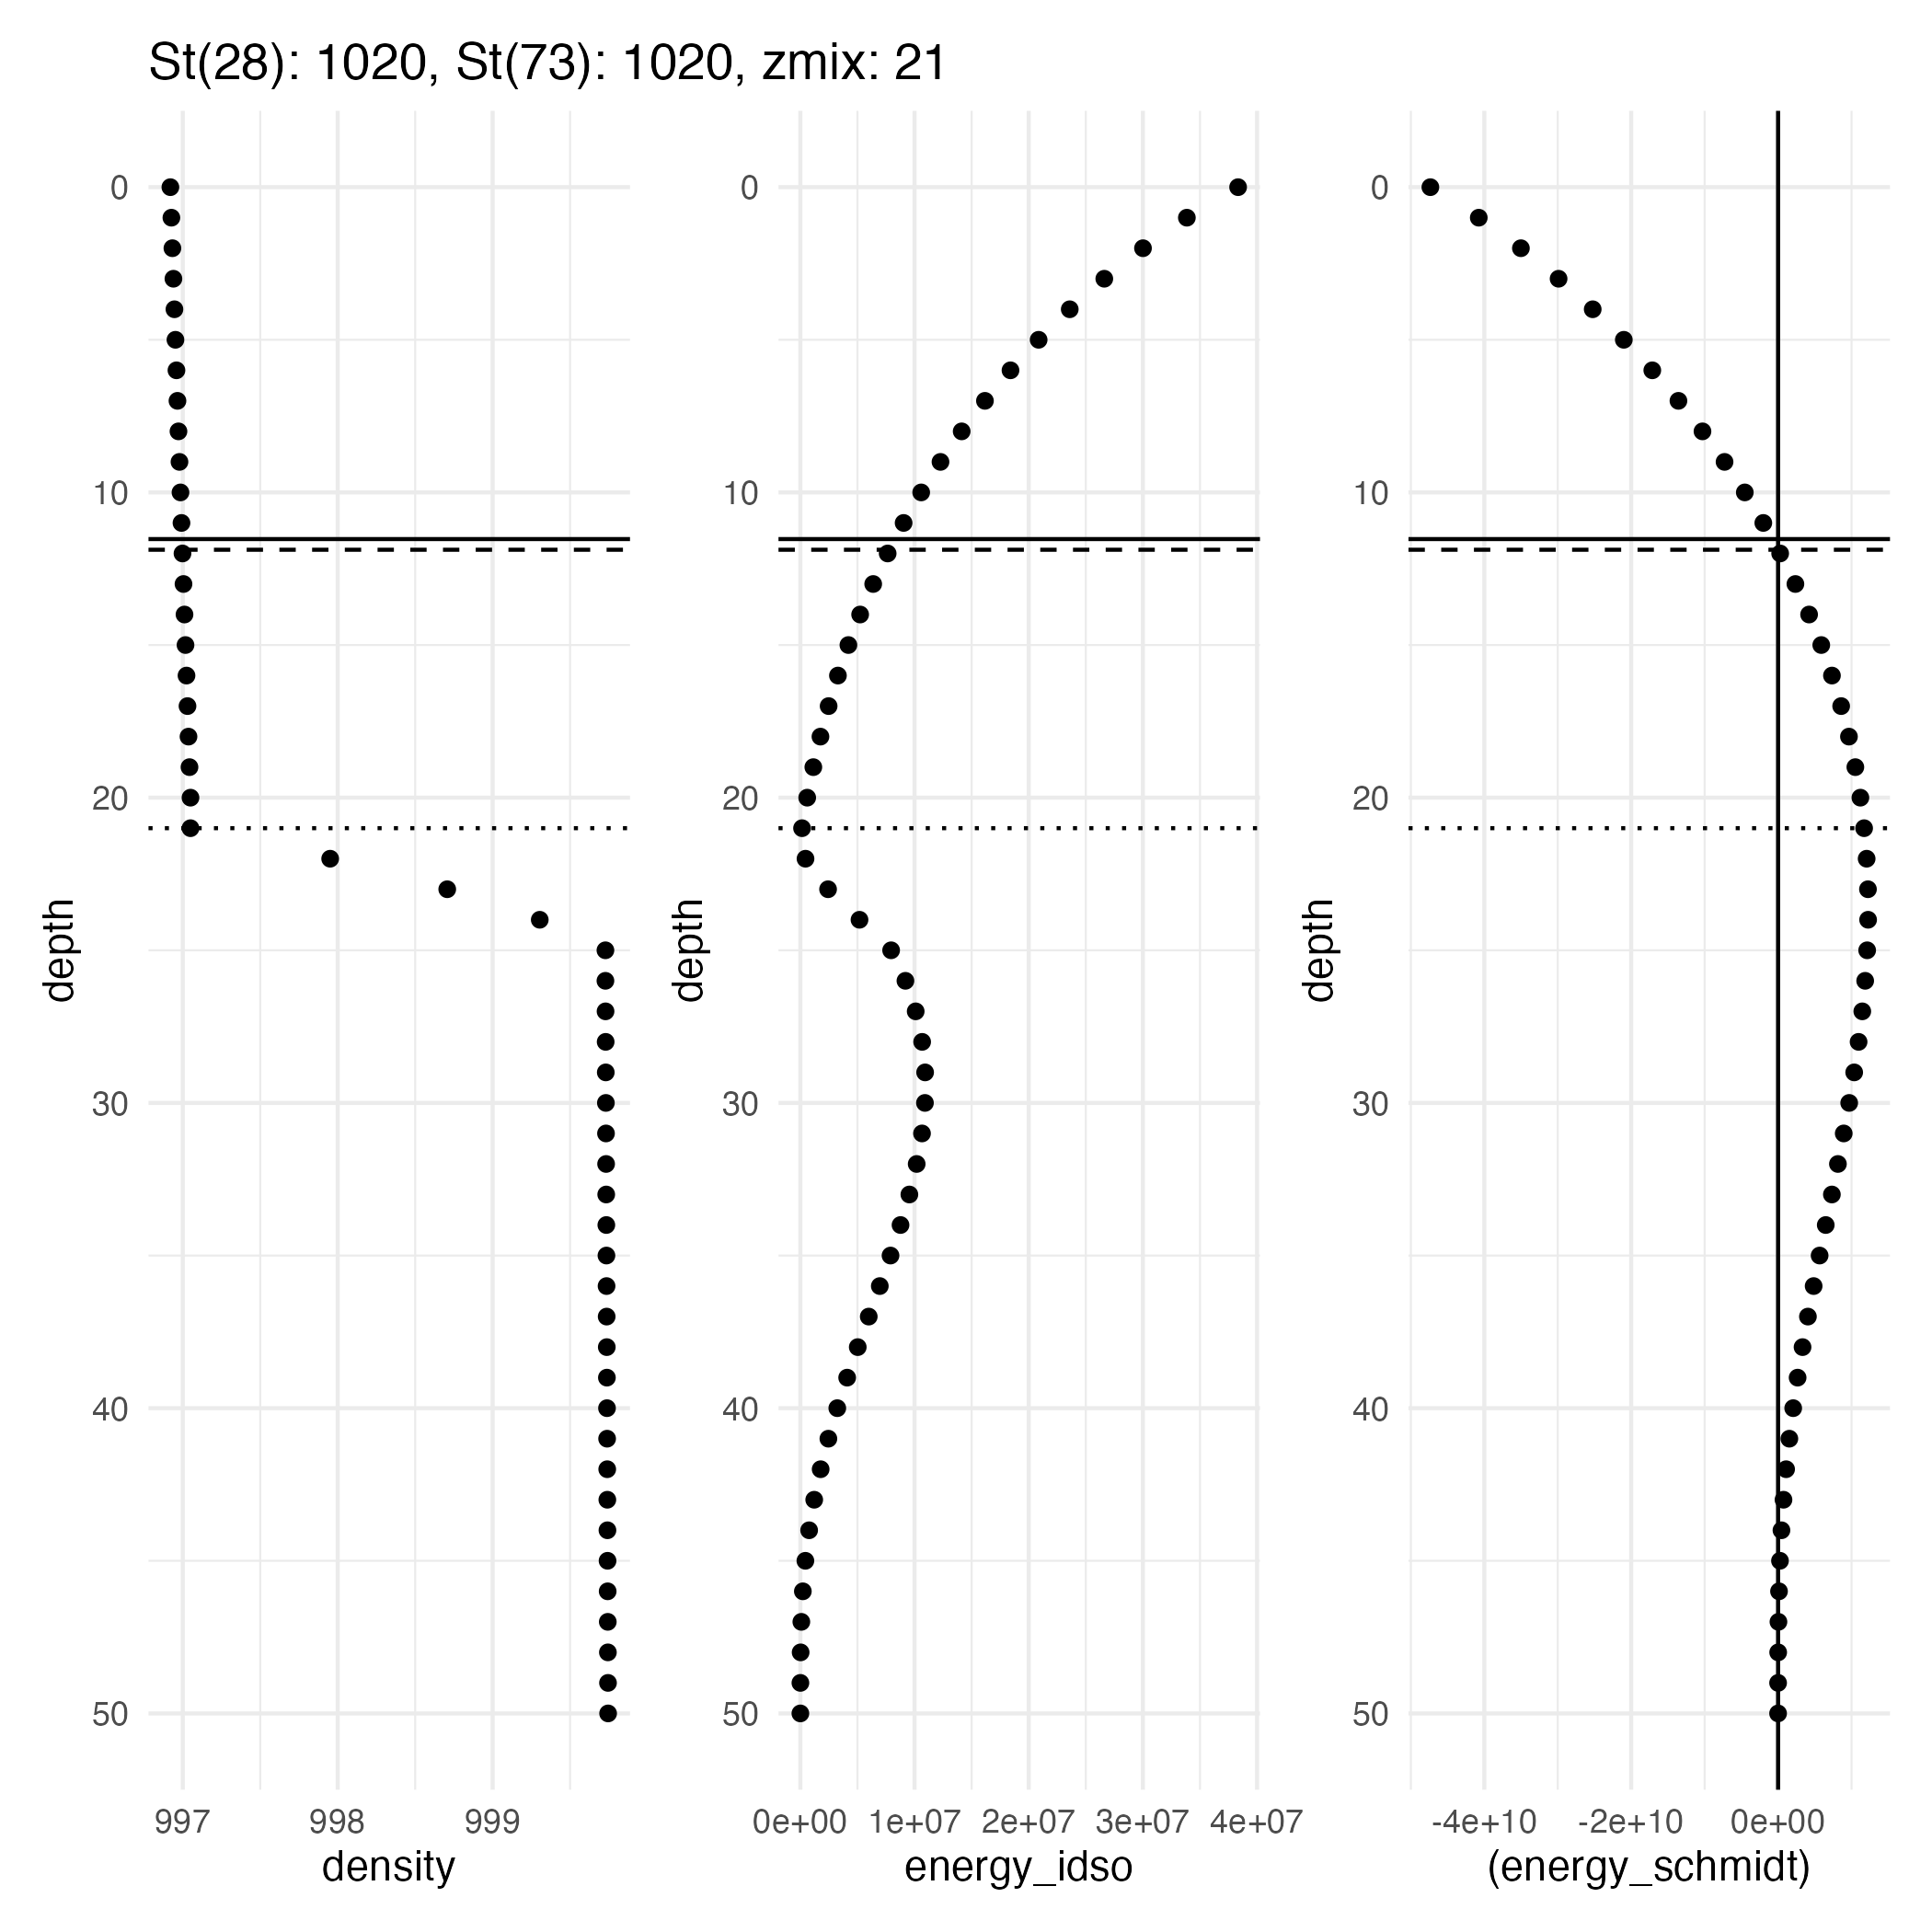 St(28): 1020, St(73): 1020, zmix: 21
0
10
20
30
40
50
depth
997 998 999
density
0
10
20
30
40
50
depth
0e+00 1e+07 2e+07 3e+07 4e+07
energy_idso
0
10
20
30
40
50
depth
-4e+10 -2e+10 0e+00
(energy_schmidt)